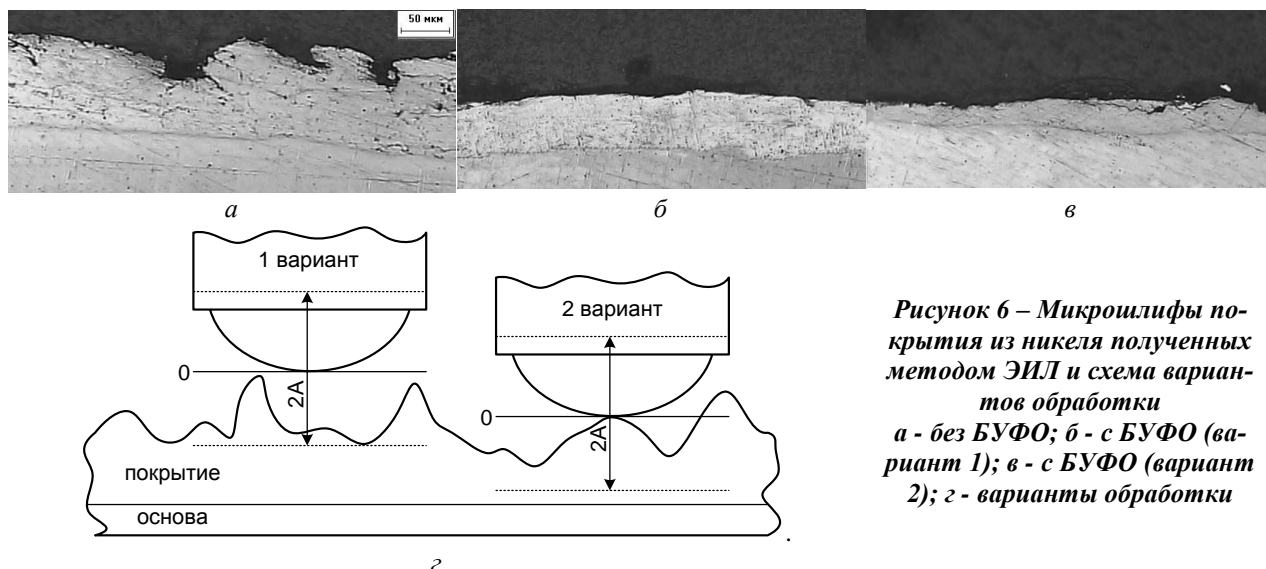 50 мкм
а
б
в
1 вариант
2 вариант
0
2А
0
2А
покрытие
основа
г
Рисунок 6 – Микрошлифы по-
крытия из никеля полученных
методом ЭИЛ и схема вариан-
тов обработки
а - без БУФО; б - с БУФО (ва-
риант 1); в - с БУФО (вариант
2); г - варианты обработки